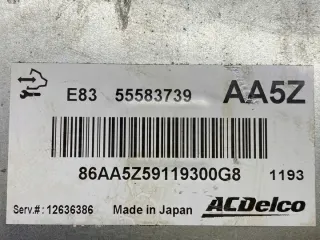 E83 55583739 AA5Z
86AA5Z59119300G8 1193
Serv.#: 12636386 Made in Japan ACDelco